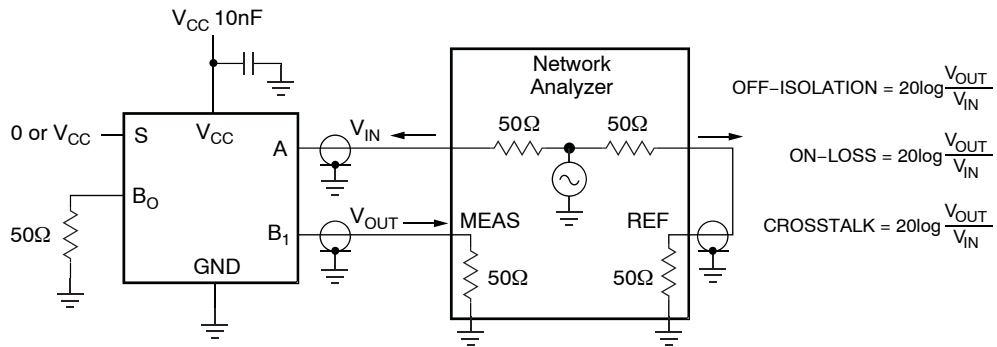 V_CC 10nF
0 or V_CC
S
V_CC
A
B_O
B_1
GND
50Ω
V_IN
V_OUT
Network
Analyzer
50Ω
50Ω
MEAS
REF
50Ω
50Ω
OFF−ISOLATION = 20log V_OUT/V_IN
ON−LOSS = 20log V_OUT/V_IN
CROSSTALK = 20log V_OUT/V_IN